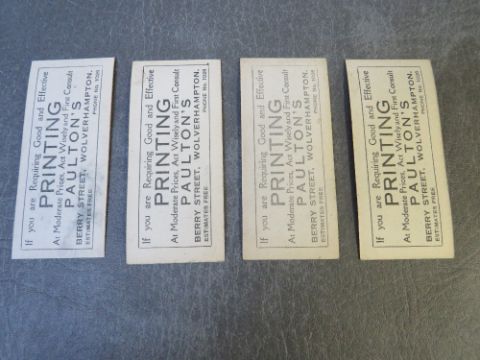 If you are Requiring Good and Effective
PRINTING
At Moderate Prices, Act Wisely and First Consult
PAULTON'S
BERRY STREET, WOLVERHAMPTON.
ESTIMATES FREE. PHONE No. 1026
If you are Requiring Good and Effective
PRINTING
At Moderate Prices, Act Wisely and First Consult
PAULTON'S
BERRY STREET, WOLVERHAMPTON.
ESTIMATES FREE. PHONE No. 1026
If you are Requiring Good and Effective
PRINTING
At Moderate Prices, Act Wisely and First Consult
PAULTON'S
BERRY STREET, WOLVERHAMPTON.
ESTIMATES FREE. PHONE No. 1026
If you are Requiring Good and Effective
PRINTING
At Moderate Prices, Act Wisely and First Consult
PAULTON'S
BERRY STREET, WOLVERHAMPTON.
ESTIMATES FREE. PHONE No. 1026